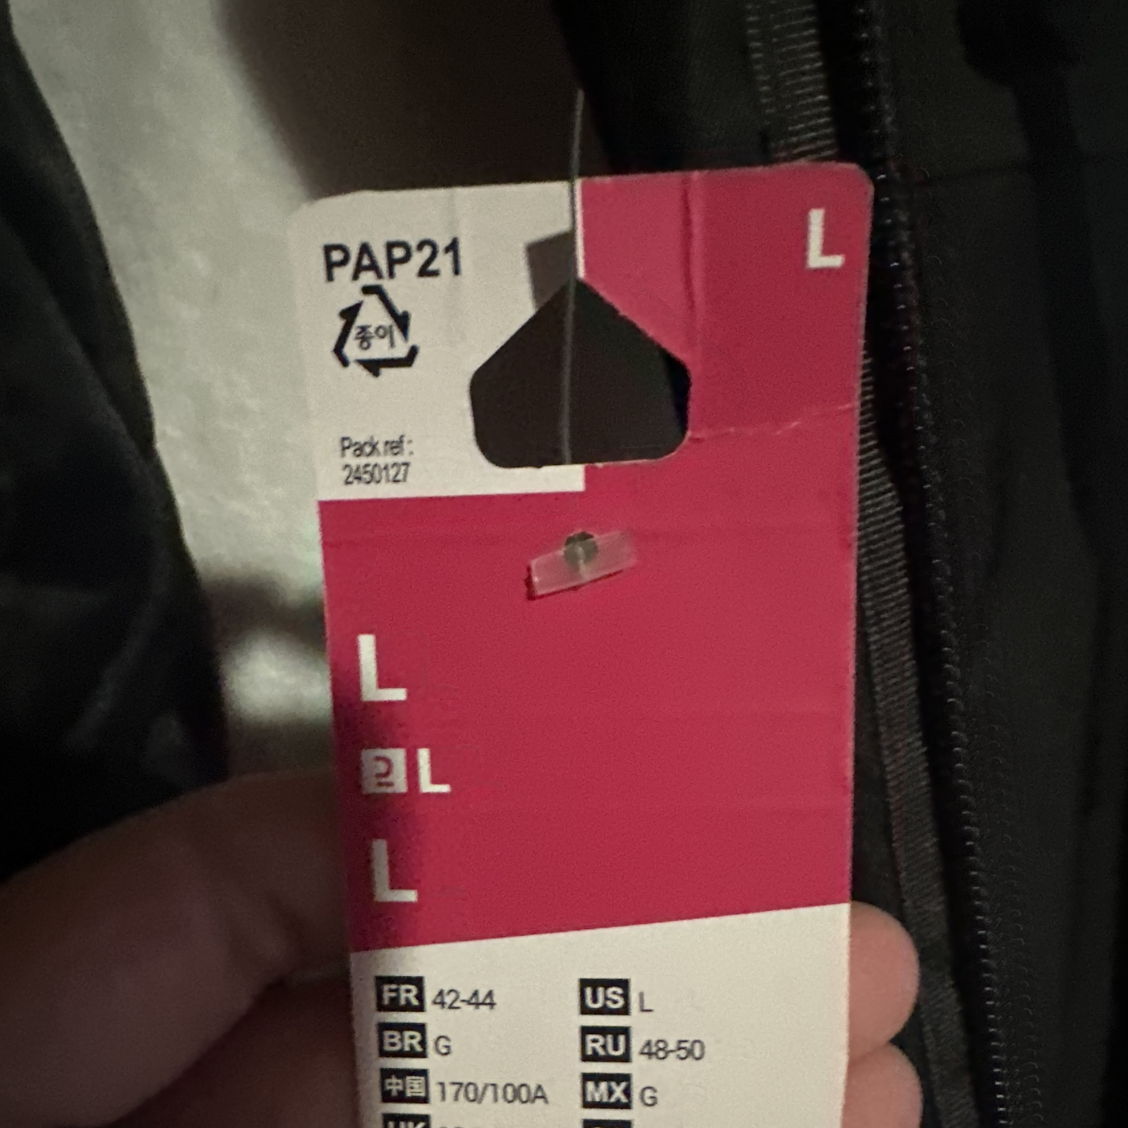 PAP21
L
종이
Pack ref :
2450127
L
L
L
FR 42-44 US L
BR G RU 48-50
中国 170/100A MX G
UK